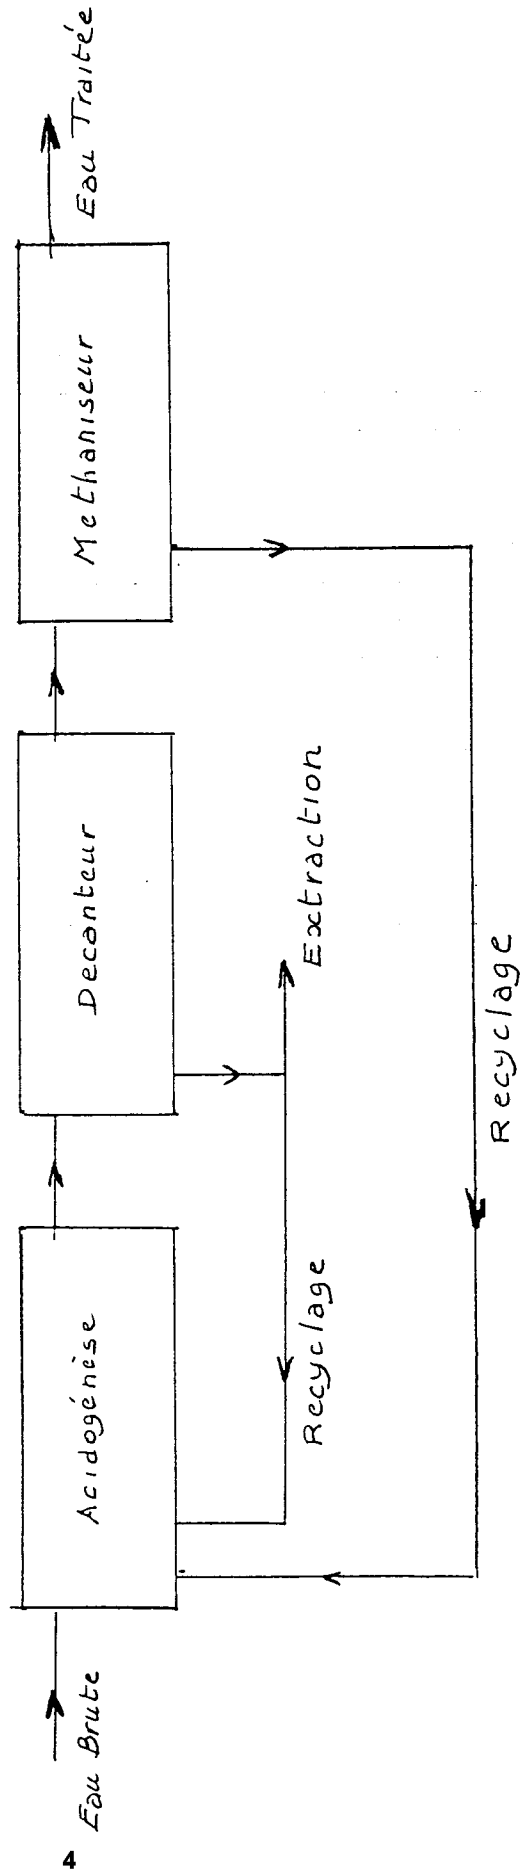 Eau Brute
Acidogénèse
Decanteur
Methaniseur
Eau Traitée
Recyclage
Extraction
Recyclage
4